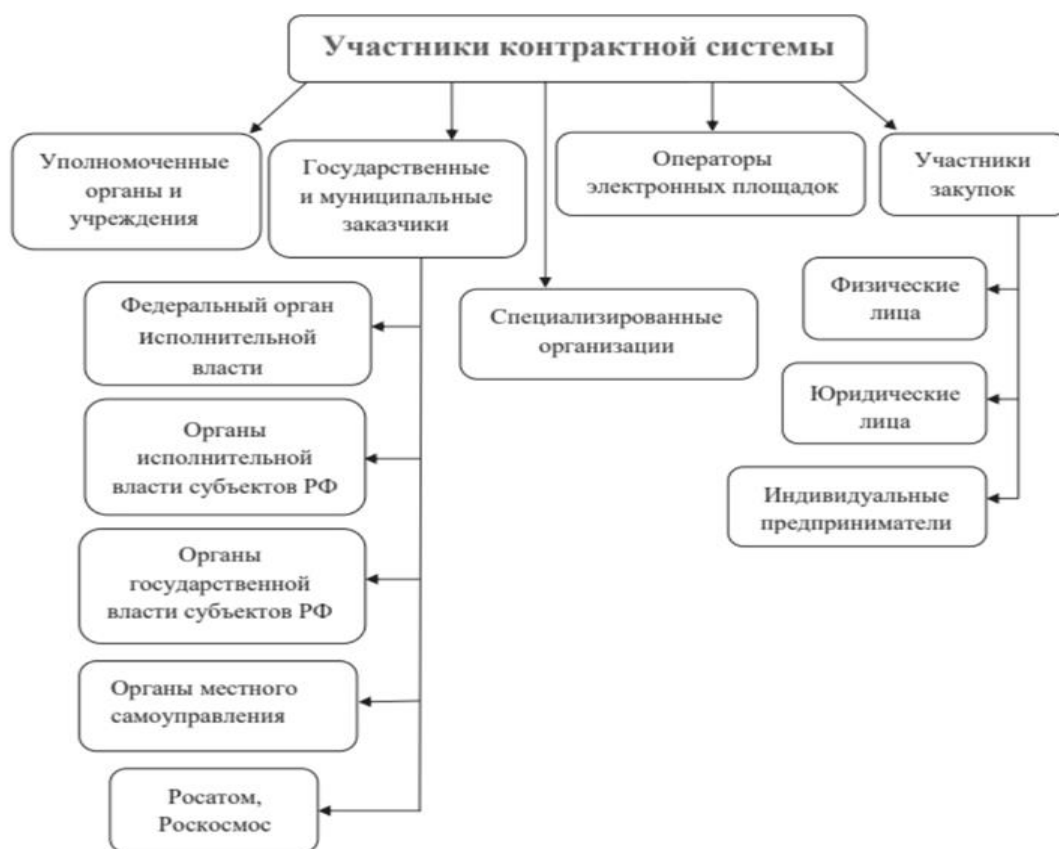 Участники контрактной системы
Уполномоченные
органы и
учреждения
Государственные
и муниципальные
заказчики
Операторы
электронных площадок
Участники
закупок
Федеральный орган
исполнительной
власти
Органы
исполнительной
власти субъектов РФ
Органы
государственной
власти субъектов РФ
Органы местного
самоуправления
Росатом,
Роскосмос
Специализированные
организации
Физические
лица
Юридические
лица
Индивидуальные
предприниматели